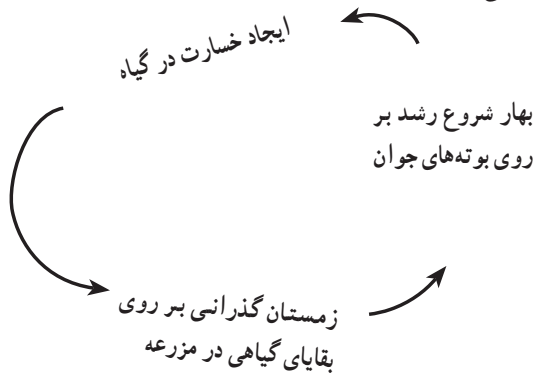 ایجاد خسارت در گیاه
بهار شروع رشد بر
روی بوته‌های جوان
زمستان گذرانی بر روی
بقایای گیاهی در مزرعه